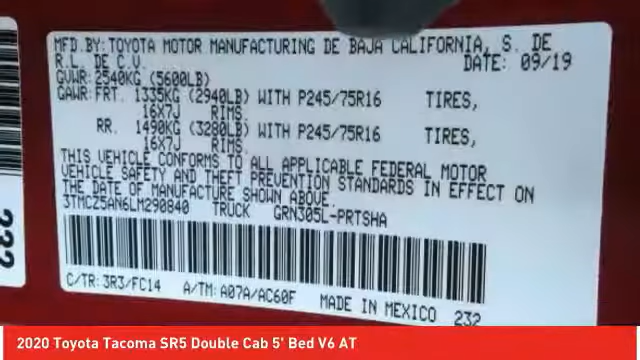 MFD.BY:TOYOTA MOTOR MANUFACTURING DE BAJA CALIFORNIA, S. DE
R.L. DE C.V. DATE: 09/19
GVWR:2540KG (5600LB)
GAWR:FRT. 1335KG (2940LB) WITH P245/75R16 TIRES,
16X7J RIMS.
RR. 1490KG (3280LB) WITH P245/75R16 TIRES,
16X7J RIMS.
THIS VEHICLE CONFORMS TO ALL APPLICABLE FEDERAL MOTOR
VEHICLE SAFETY AND THEFT PREVENTION STANDARDS IN EFFECT ON
THE DATE OF MANUFACTURE SHOWN ABOVE.
3TMCZ5AN6LM290840 TRUCK GRN305L-PRTSHA
C/TR:3R3/FC14 A/TM:A07A/AC60F MADE IN MEXICO 232
232
2020 Toyota Tacoma SR5 Double Cab 5' Bed V6 AT